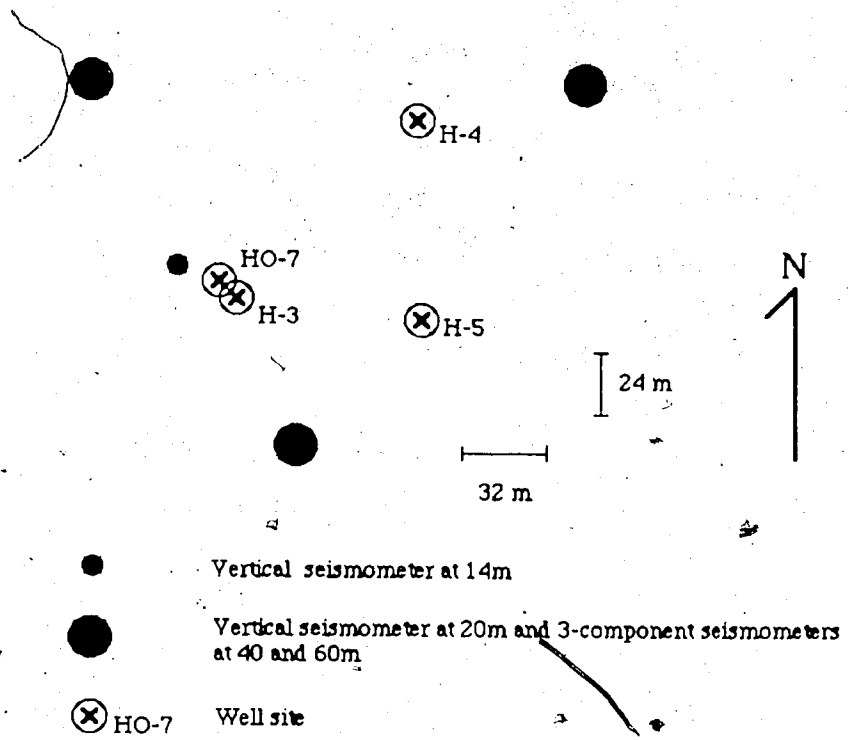 H-4
HO-7
H-3
N
H-5
24 m
32 m
Vertical seismometer at 14m
Vertical seismometer at 20m and 3-component seismometers
at 40 and 60m
HO-7
Well site